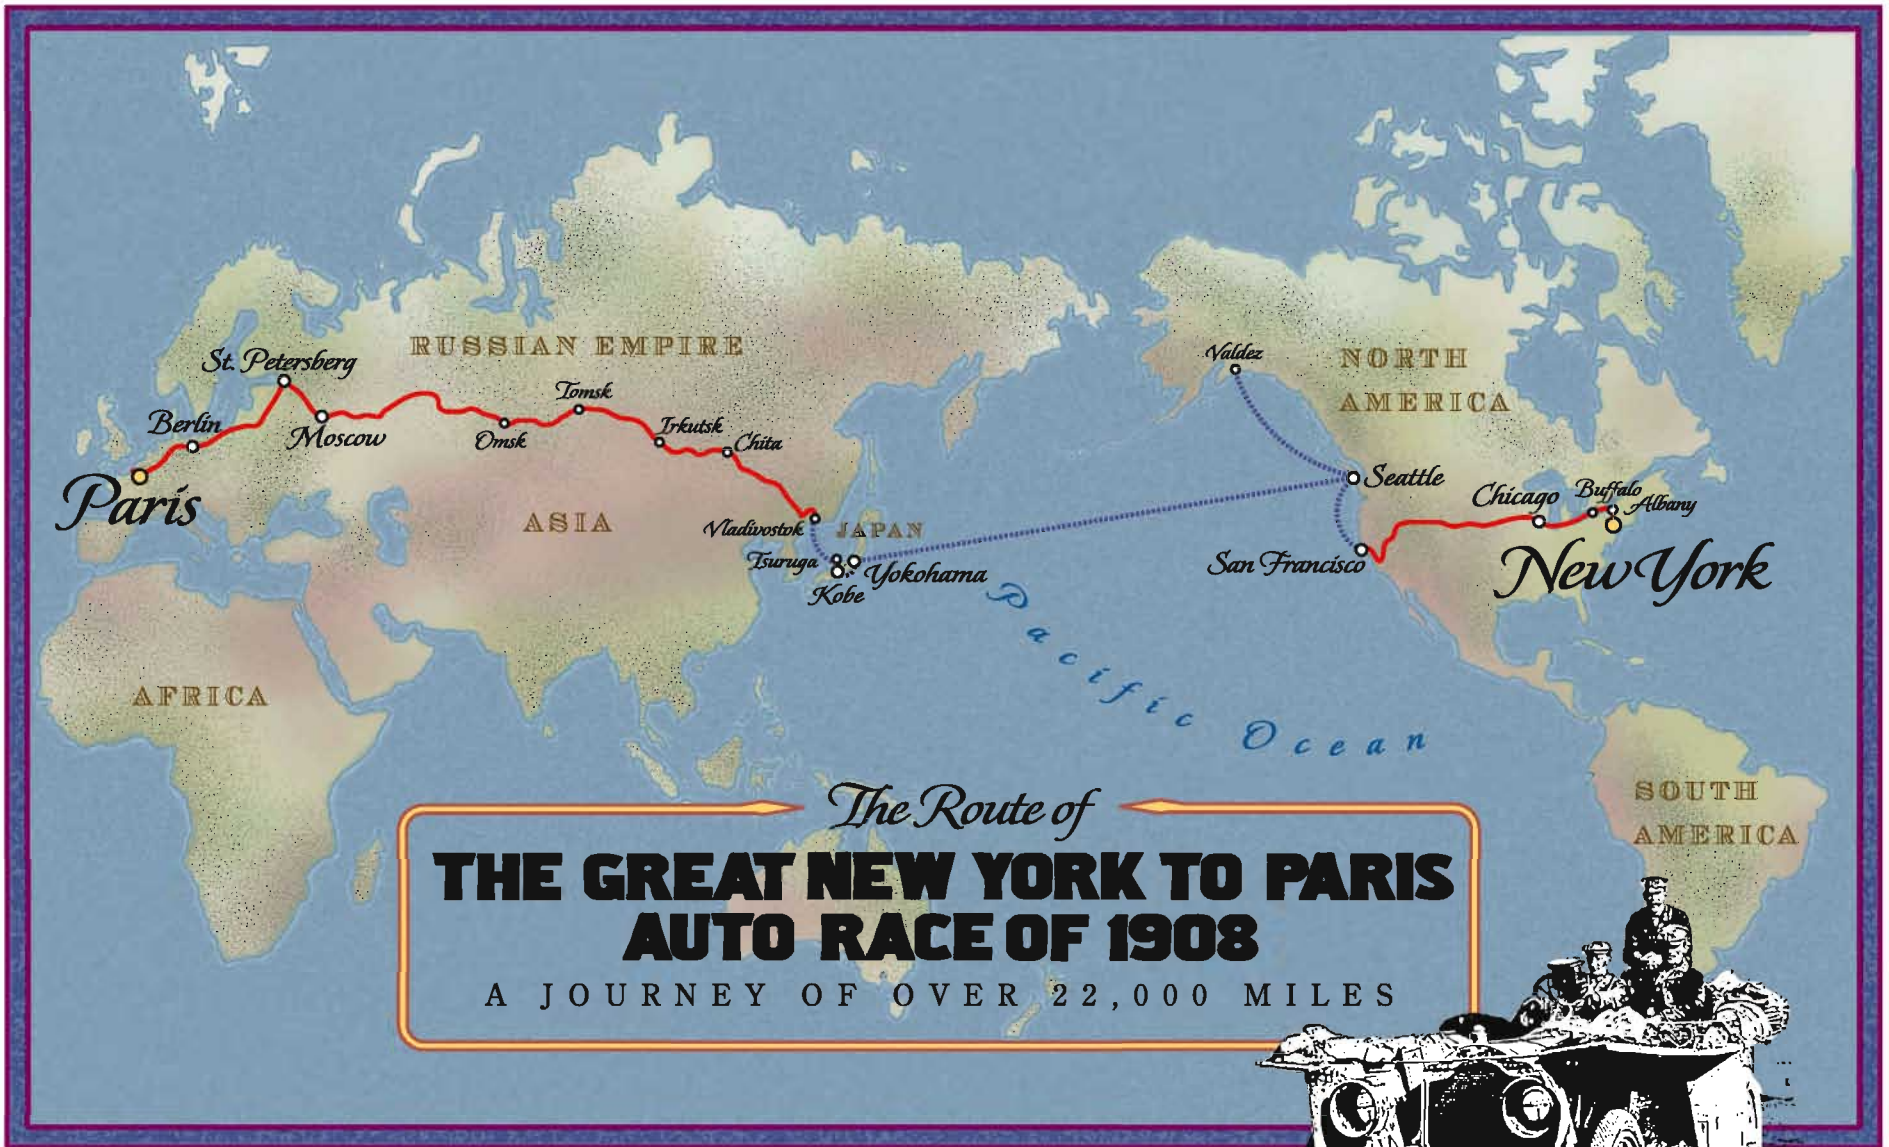 RUSSIAN EMPIRE
St. Petersberg
Valdez
NORTH
AMERICA
Tomsk
Berlin
Moscow
Omsk
Irkutsk
Chita
Paris
Seattle
Chicago
Buffalo
Albany
ASIA
Vladivostok
JAPAN
Tsuruga
Yokohama
Kobe
San Francisco
New York
Pacific Ocean
AFRICA
SOUTH
AMERICA
The Route of
THE GREAT NEW YORK TO PARIS
AUTO RACE OF 1908
A JOURNEY OF OVER 22,000 MILES